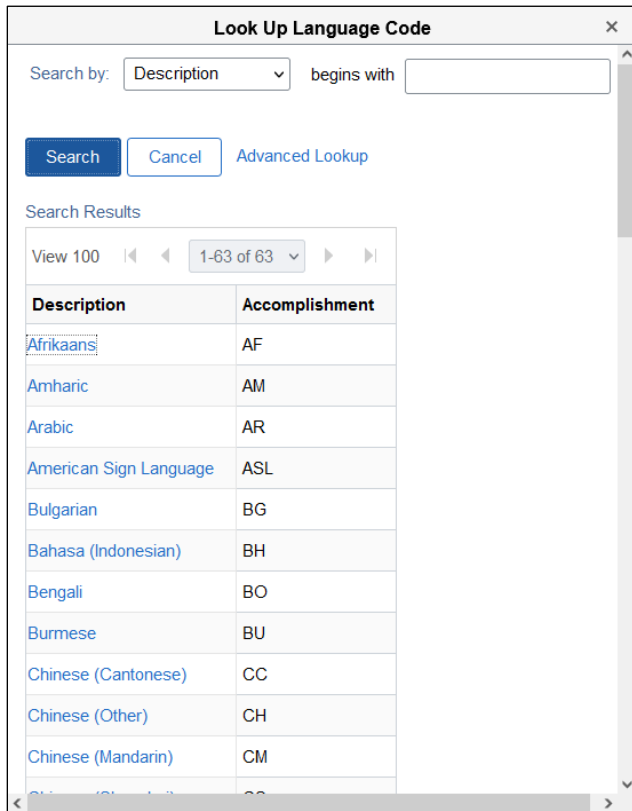 Look Up Language Code ×
Search by: Description begins with
Search Cancel Advanced Lookup
Search Results
View 100 1-63 of 63
Description Accomplishment
Afrikaans AF
Amharic AM
Arabic AR
American Sign Language ASL
Bulgarian BG
Bahasa (Indonesian) BH
Bengali BO
Burmese BU
Chinese (Cantonese) CC
Chinese (Other) CH
Chinese (Mandarin) CM